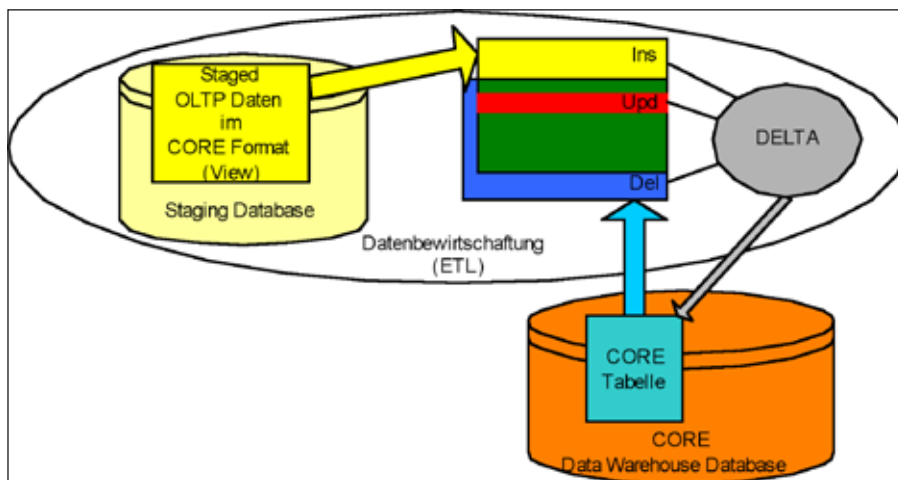 Staged
OLTP Daten
im
CORE Format
(View)
Staging Database
Ins
Upd
Del
DELTA
Datenbewirtschaftung
(ETL)
CORE
Tabelle
CORE
Data Warehouse Database